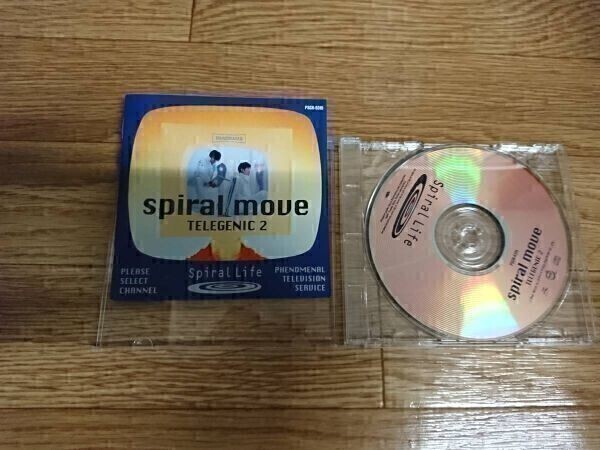 spiral move
TELEGENIC 2
PLEASE
SELECT
CHANNEL
Spiral Life
PHENOMENAL
TELEVISION
SERVICE
Spiral Life
spiral move
TELEGENIC 2